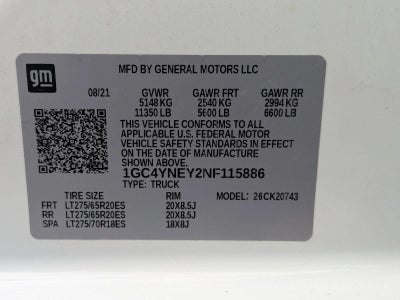 gm
MFD BY GENERAL MOTORS LLC
08/21 GVWR GAWR FRT GAWR RR
5148 KG 2540 KG 2994 KG
11350 LB 5600 LB 6600 LB
THIS VEHICLE CONFORMS TO ALL
APPLICABLE U.S. FEDERAL MOTOR
VEHICLE SAFETY STANDARDS IN EFFECT
ON THE DATE OF MANUFACTURE SHOWN ABOVE.
1GC4YNEY2NF115886
TYPE: TRUCK
TIRE SIZE RIM MODEL: 26CK20743
FRT LT275/65R20ES 20X8.5J
RR LT275/65R20ES 20X8.5J
SPA LT275/70R18ES 18X8J